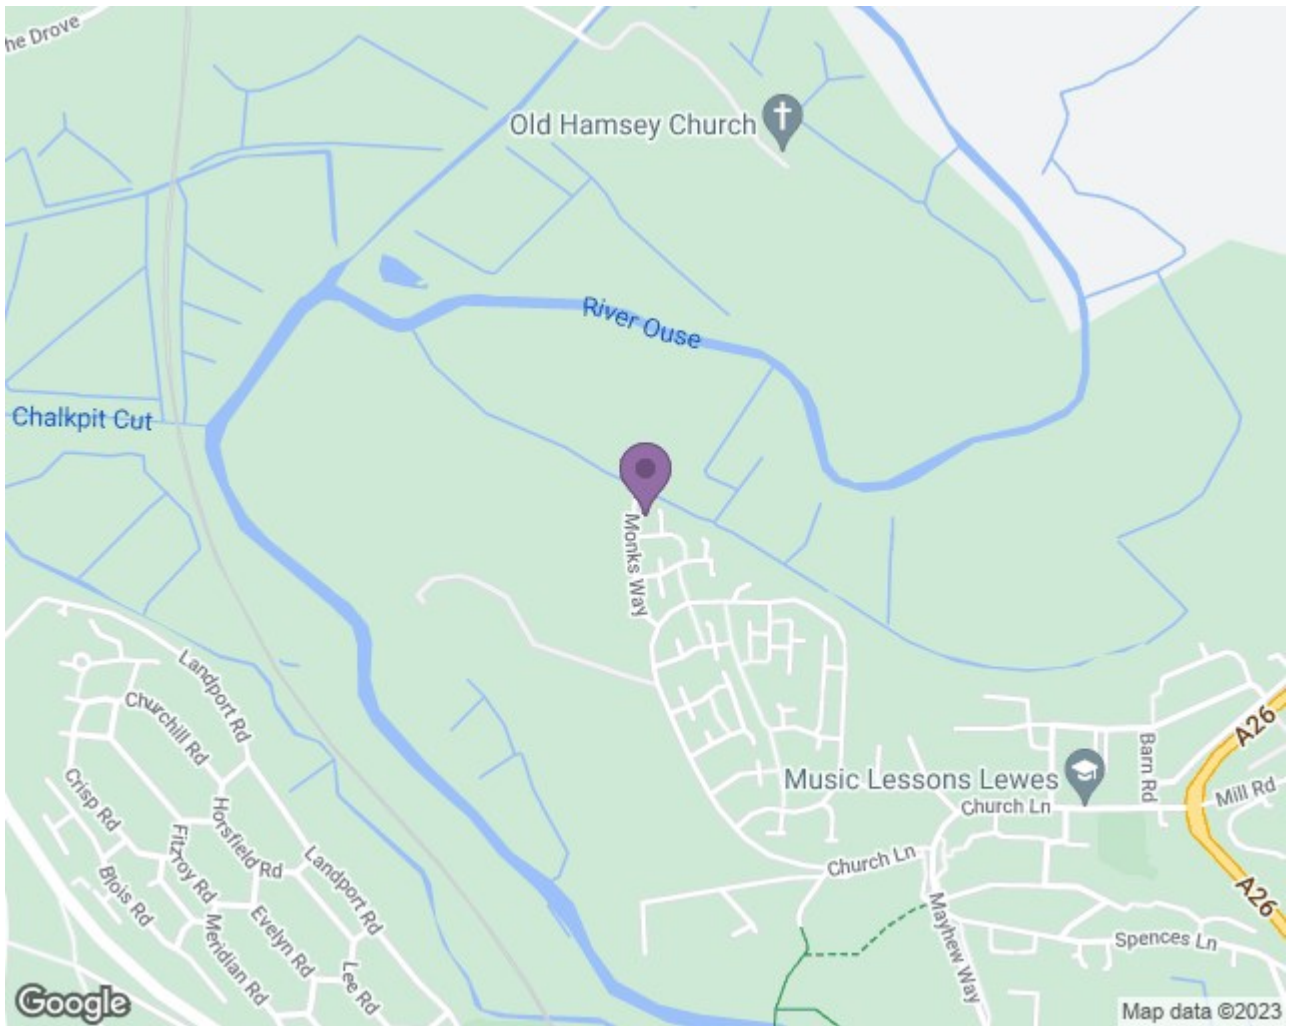 he Drove
Old Hamsey Church
River Ouse
Chalkpit Cut
Monks Way
Landport Rd
Churchill Rd
A26
Barn Rd
Music Lessons Lewes
Mill Rd
Church Ln
Crisp Rd
Horsfield Rd
Fitzroy Rd
Landport Rd
Church Ln
Blois Rd
A26
Mayhew Way
Evelyn Rd
Meridian Rd
Spences Ln
Lee Rd
Google
Map data ©2023